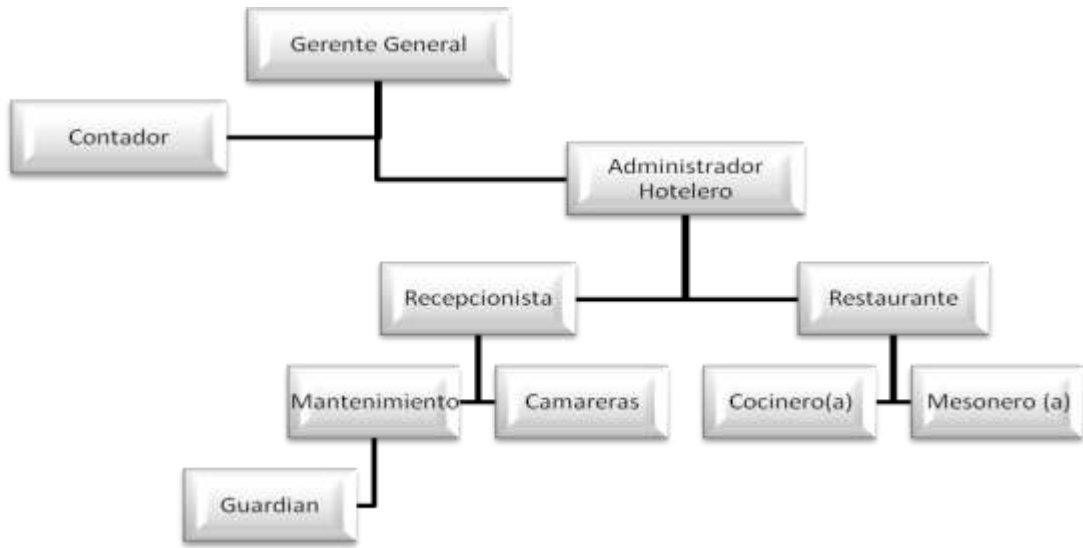 Gerente General
Contador
Administrador
Hotelero
Recepcionista
Restaurante
Mantenimiento
Camareras
Cocinero(a)
Mesonero (a)
Guardian